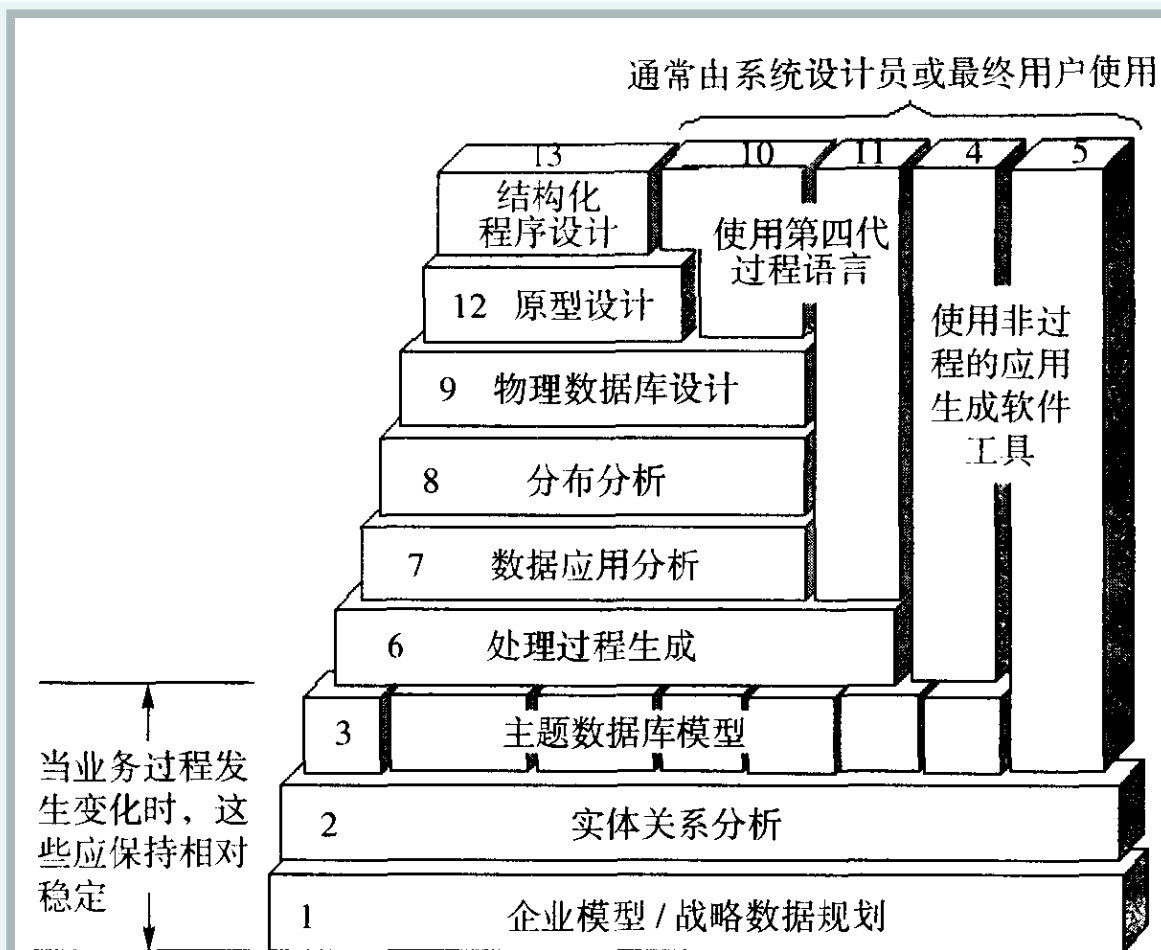 通常由系统设计员或最终用户使用
13
10
11
4
5
结构化
程序设计
使用第四代
过程语言
12 原型设计
使用非过
程的应用
生成软件
工具
9 物理数据库设计
8 分布分析
7 数据应用分析
6 处理过程生成
3 主题数据库模型
当业务过程发
生变化时，这
些应保持相对
稳定
2 实体关系分析
1 企业模型/战略数据规划